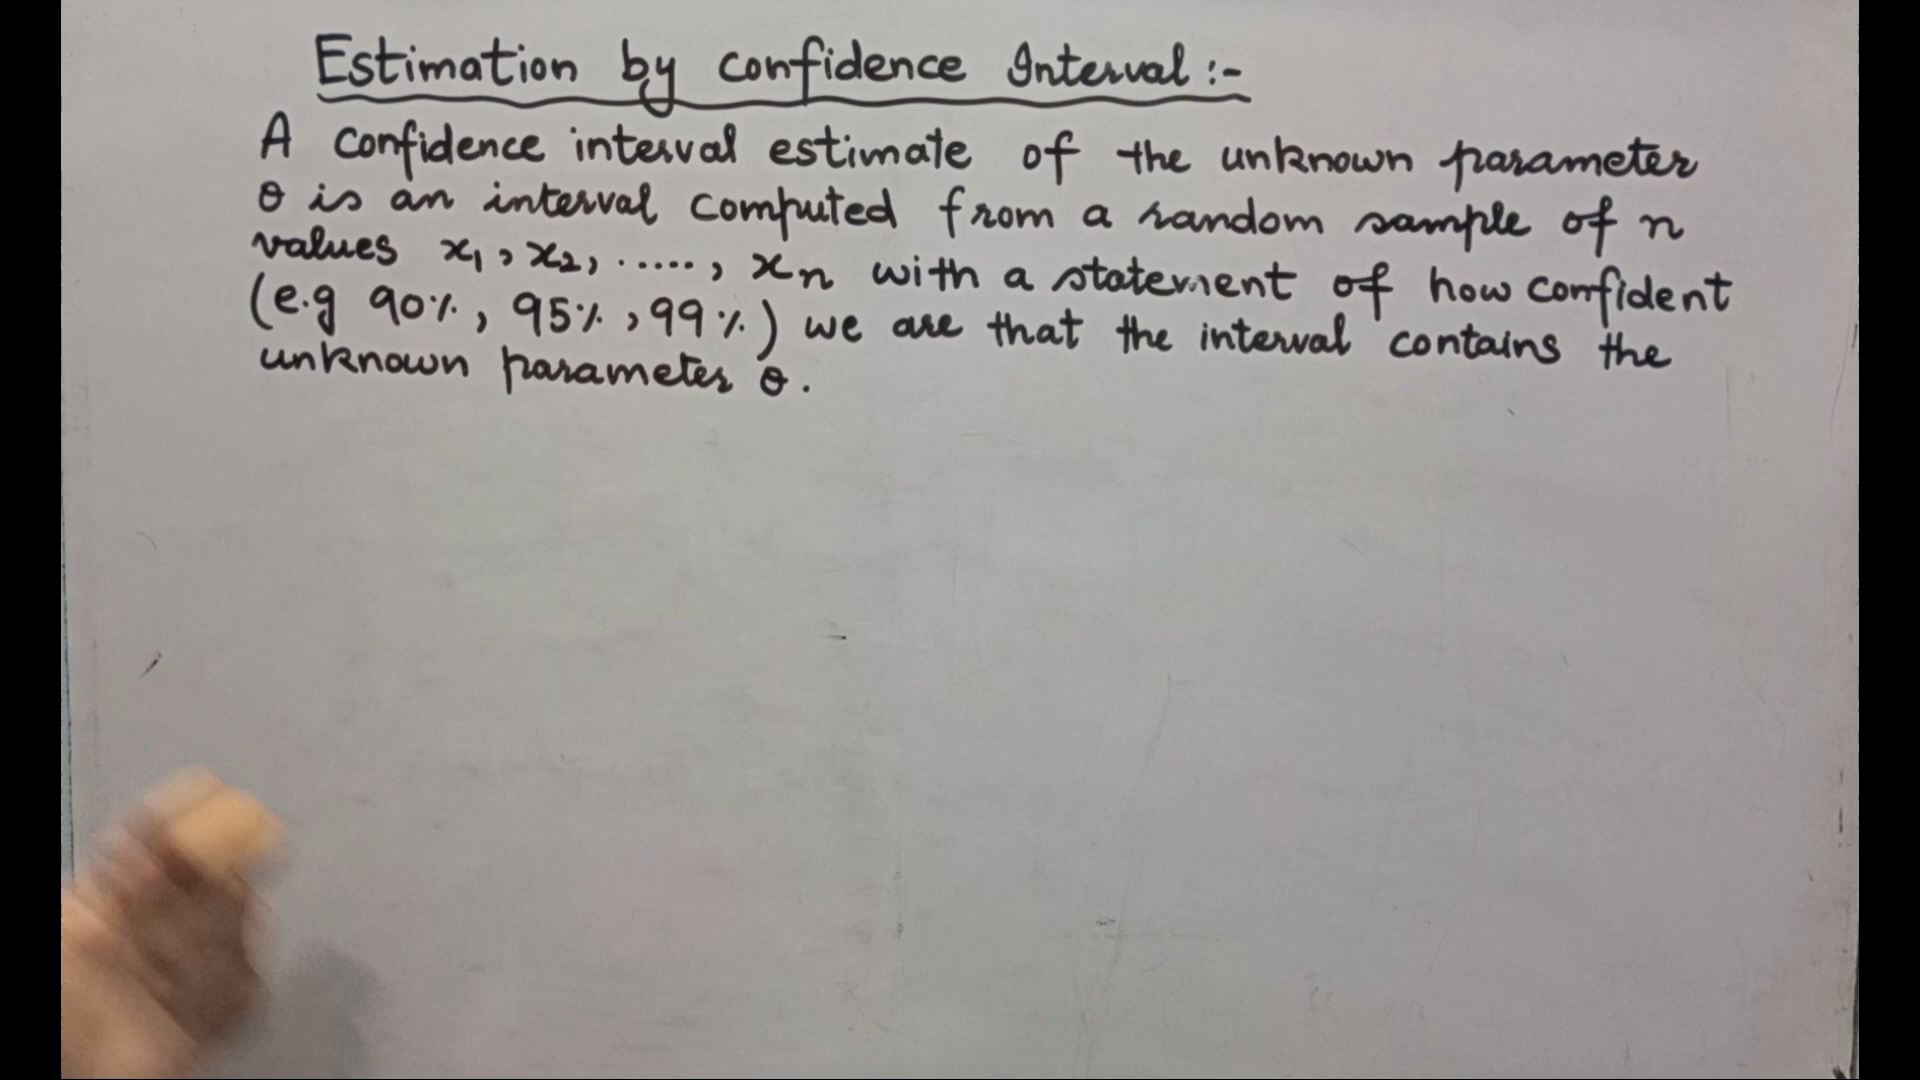 Estimation by confidence Interval :-
A confidence interval estimate of the unknown parameter
θ is an interval computed from a random sample of n
values x₁, x₂, ....., xₙ with a statement of how confident
(e.g 90%, 95%, 99%) we are that the interval contains the
unknown parameter θ.